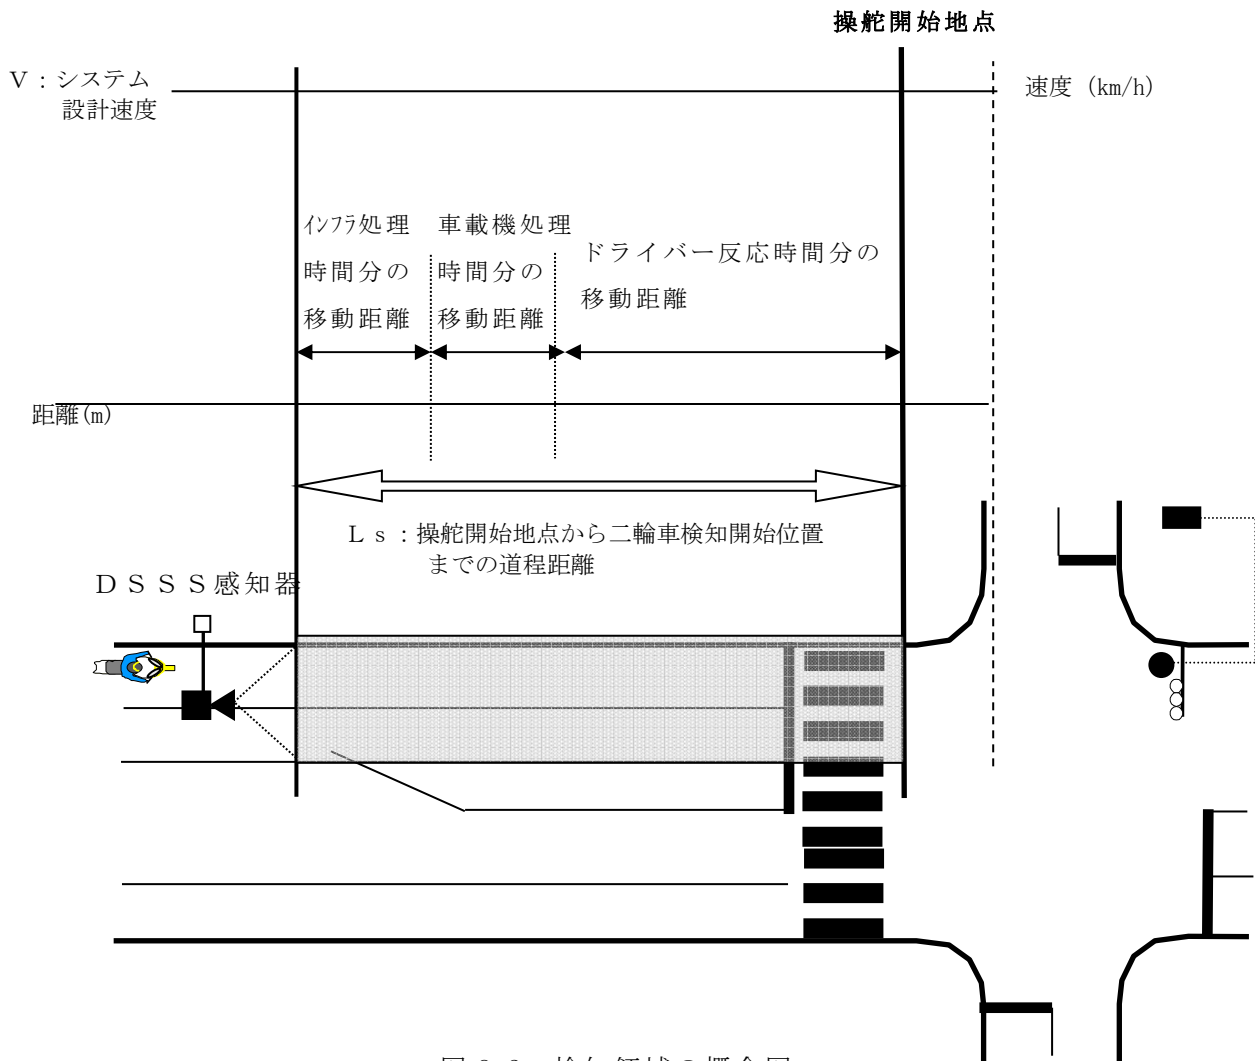 操舵開始地点
V：システム
設計速度
速度 (km/h)
ｲﾝﾌﾗ処理
時間分の
移動距離
車載機処理
時間分の
移動距離
ドライバー反応時間分の
移動距離
距離(m)
Ｌｓ：操舵開始地点から二輪車検知開始位置
までの道程距離
ＤＳＳＳ感知器